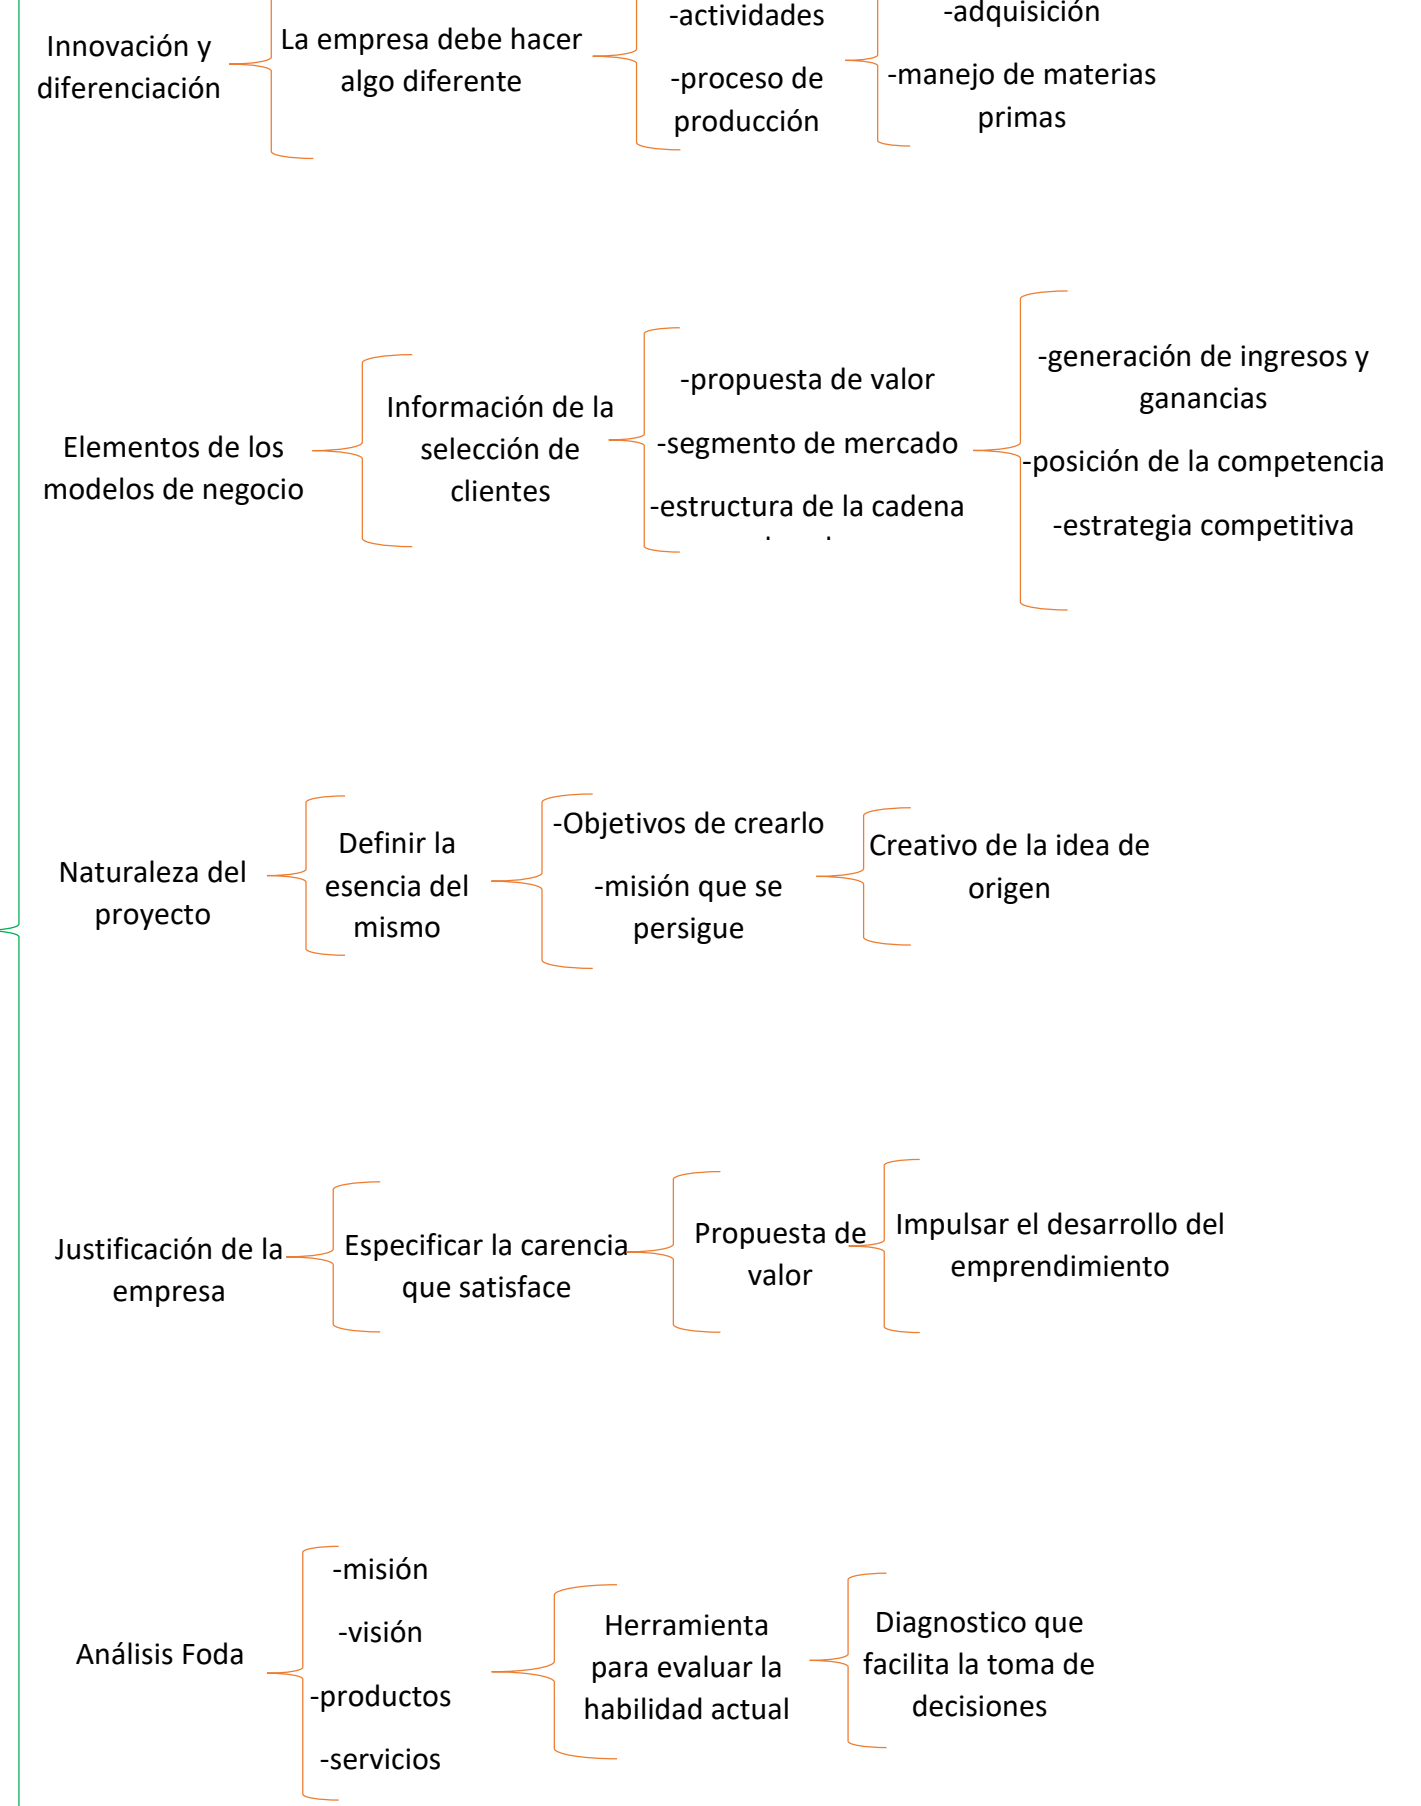 Innovación y
diferenciación
La empresa debe hacer
algo diferente
-actividades
-proceso de
producción
-adquisición
-manejo de materias
primas
Elementos de los
modelos de negocio
Información de la
selección de
clientes
-propuesta de valor
-segmento de mercado
-estructura de la cadena
-generación de ingresos y
ganancias
-posición de la competencia
-estrategia competitiva
Naturaleza del
proyecto
Definir la
esencia del
mismo
-Objetivos de crearlo
-misión que se
persigue
Creativo de la idea de
origen
Justificación de la
empresa
Especificar la carencia
que satisface
Propuesta de
valor
Impulsar el desarrollo del
emprendimiento
Análisis Foda
-misión
-visión
-productos
-servicios
Herramienta
para evaluar la
habilidad actual
Diagnostico que
facilita la toma de
decisiones